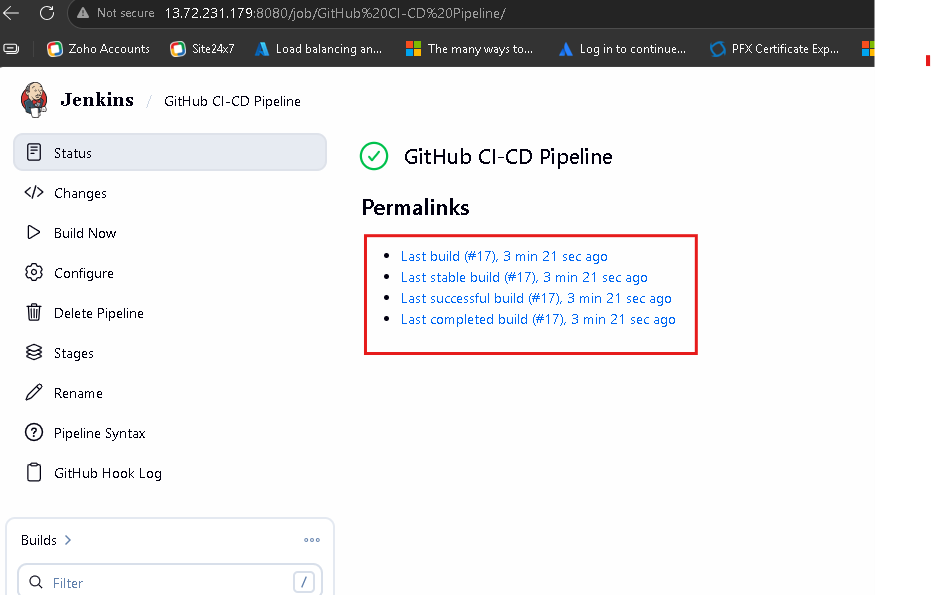 Not secure 13.72.231.179:8080/job/GitHub%20CI-CD%20Pipeline/
Zoho Accounts Site24x7 Load balancing an... The many ways to... Log in to continue... PFX Certificate Exp...
Jenkins / GitHub CI-CD Pipeline
Status
Changes
Build Now
Configure
Delete Pipeline
Stages
Rename
Pipeline Syntax
GitHub Hook Log
Builds
Filter /
GitHub CI-CD Pipeline
Permalinks
Last build (#17), 3 min 21 sec ago
Last stable build (#17), 3 min 21 sec ago
Last successful build (#17), 3 min 21 sec ago
Last completed build (#17), 3 min 21 sec ago